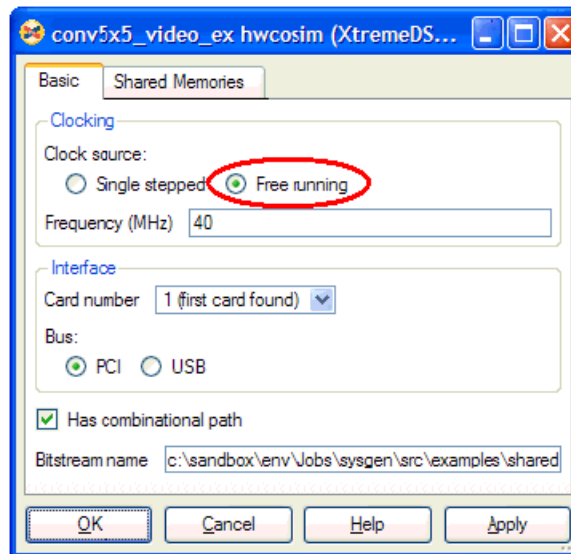 conv5x5_video_ex hwcosim (XtremeDS...
Basic Shared Memories
Clocking
Clock source:
Single stepped Free running
Frequency (MHz) 40
Interface
Card number 1 (first card found)
Bus:
PCI USB
Has combinational path
Bitstream name c:\sandbox\env\Jobs\sysgen\src\examples\shared
OK Cancel Help Apply